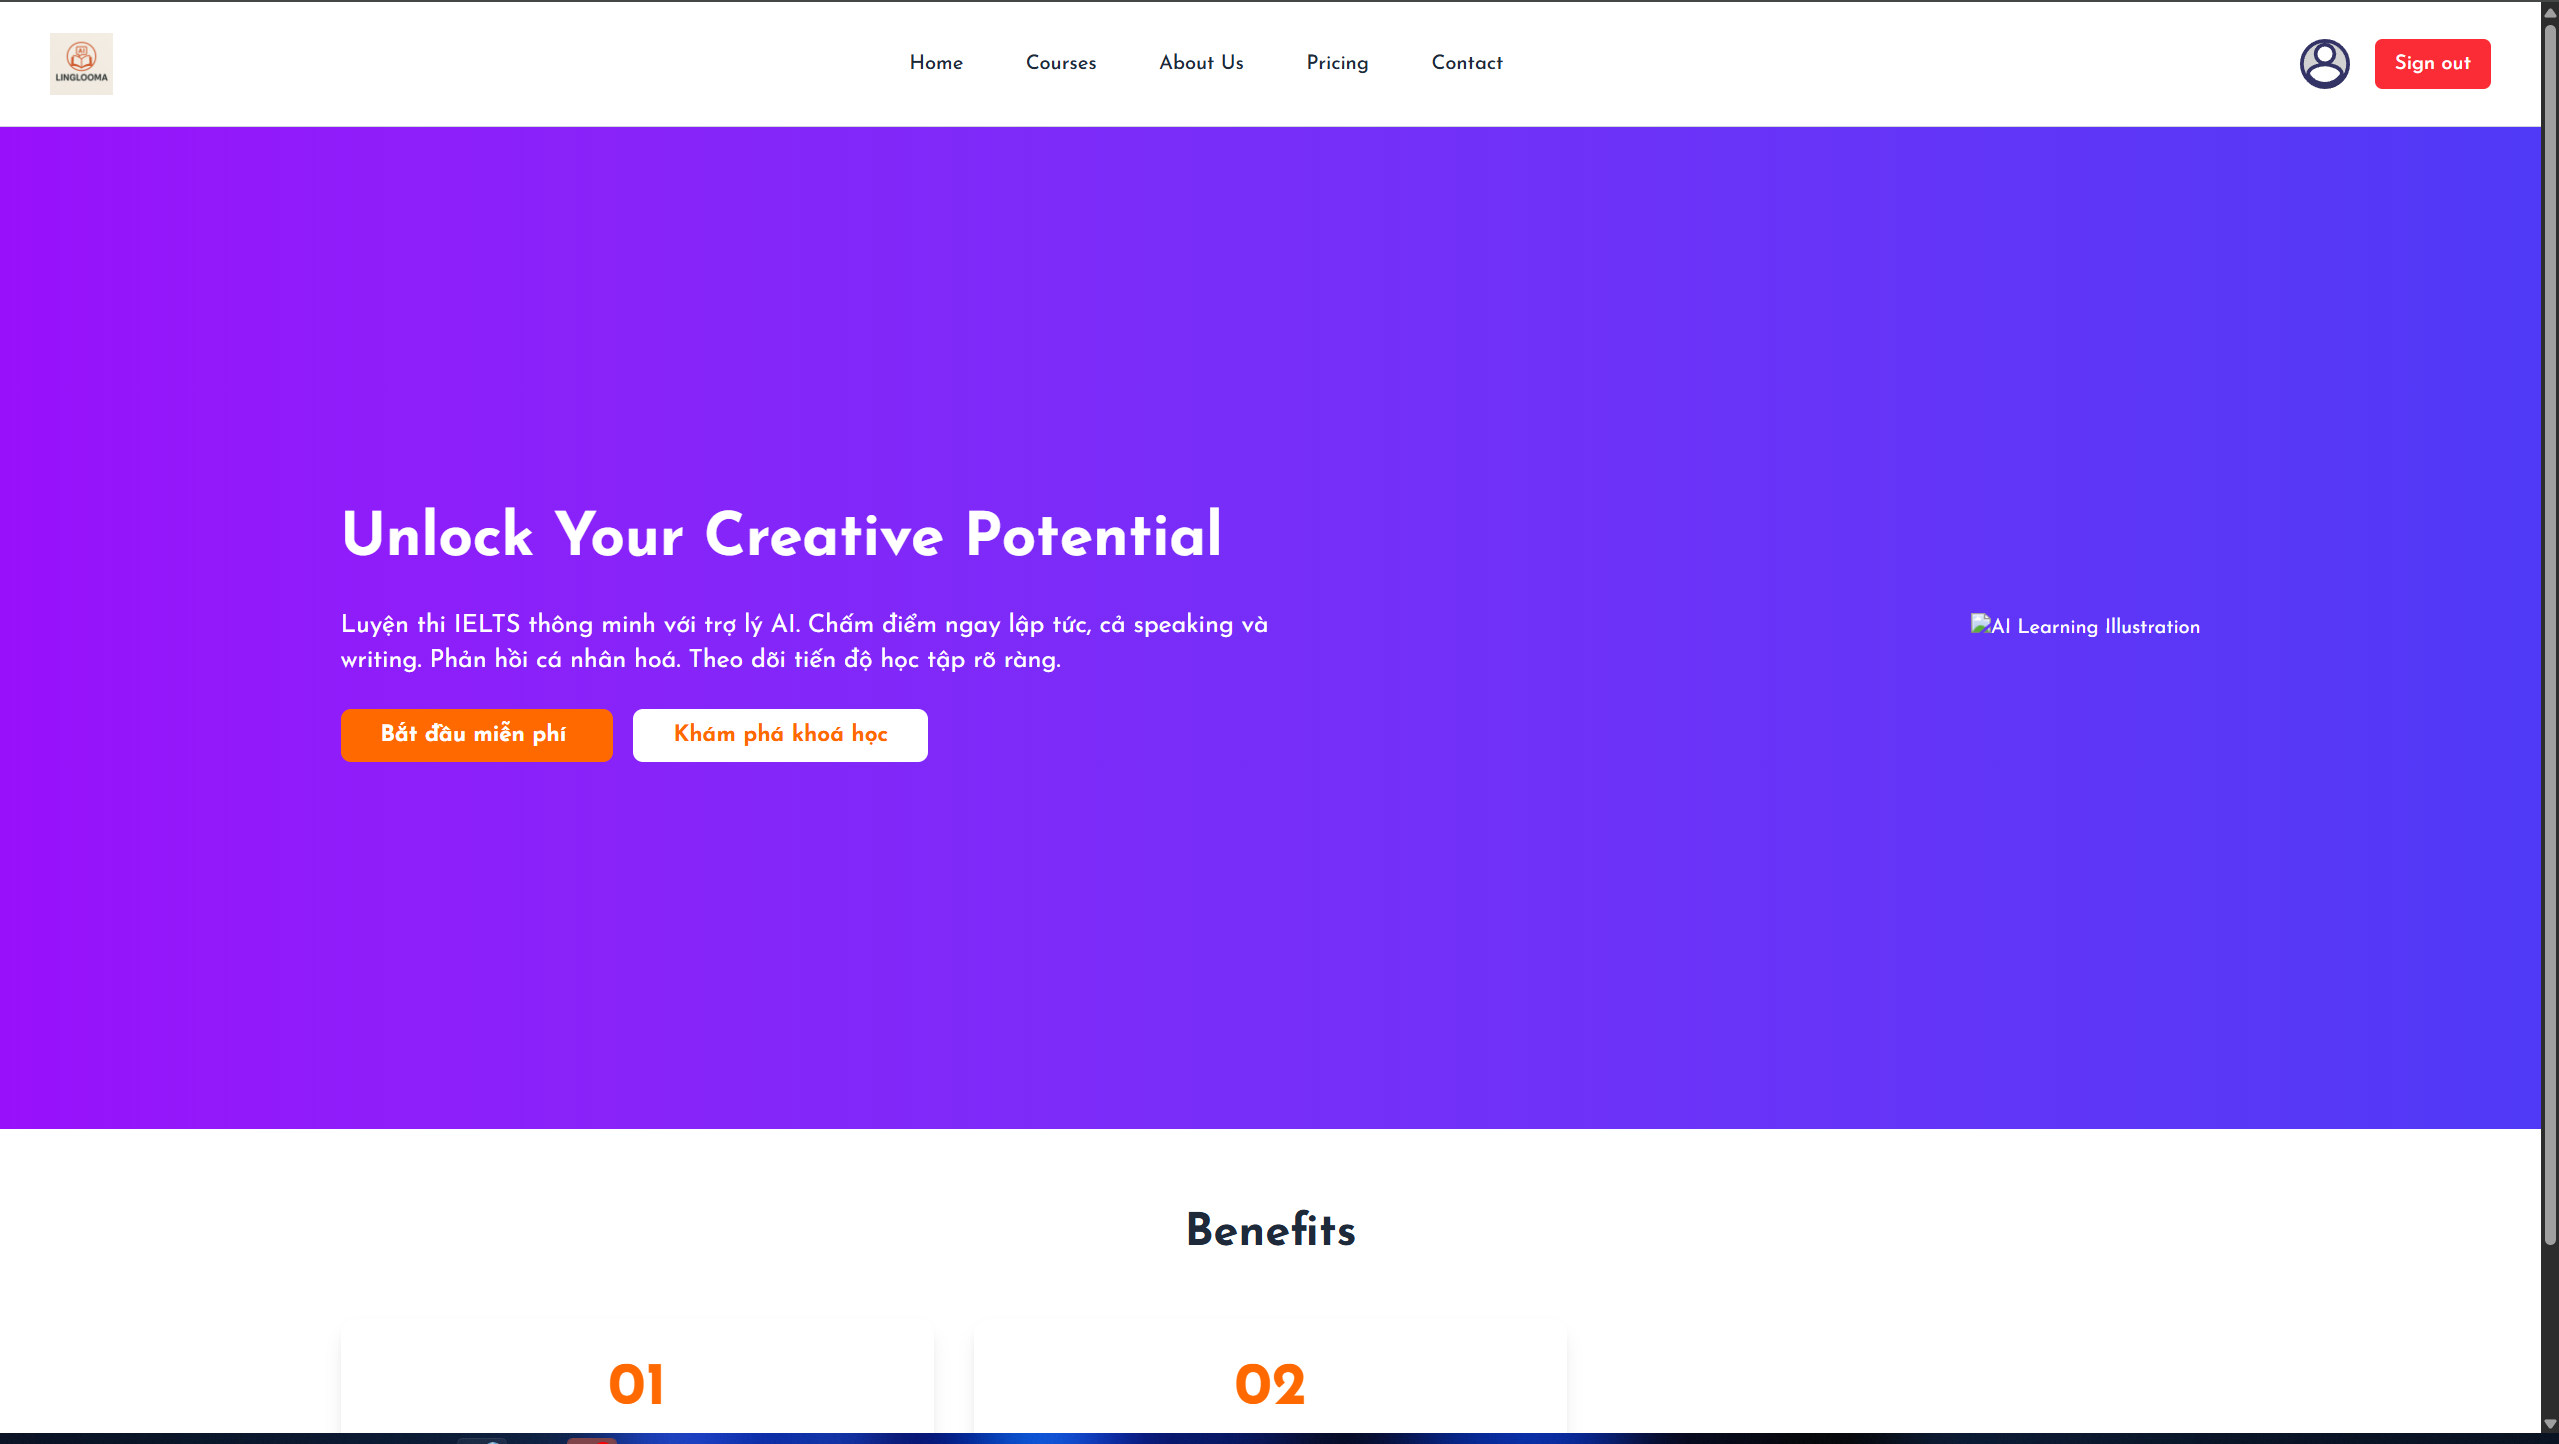 AI
LINGLOOMA
Home
Courses
About Us
Pricing
Contact
Sign out
Unlock Your Creative Potential
Luyện thi IELTS thông minh với trợ lý AI. Chấm điểm ngay lập tức, cả speaking và
writing. Phản hồi cá nhân hoá. Theo dõi tiến độ học tập rõ ràng.
Bắt đầu miễn phí
Khám phá khoá học
AI Learning Illustration
Benefits
01
02